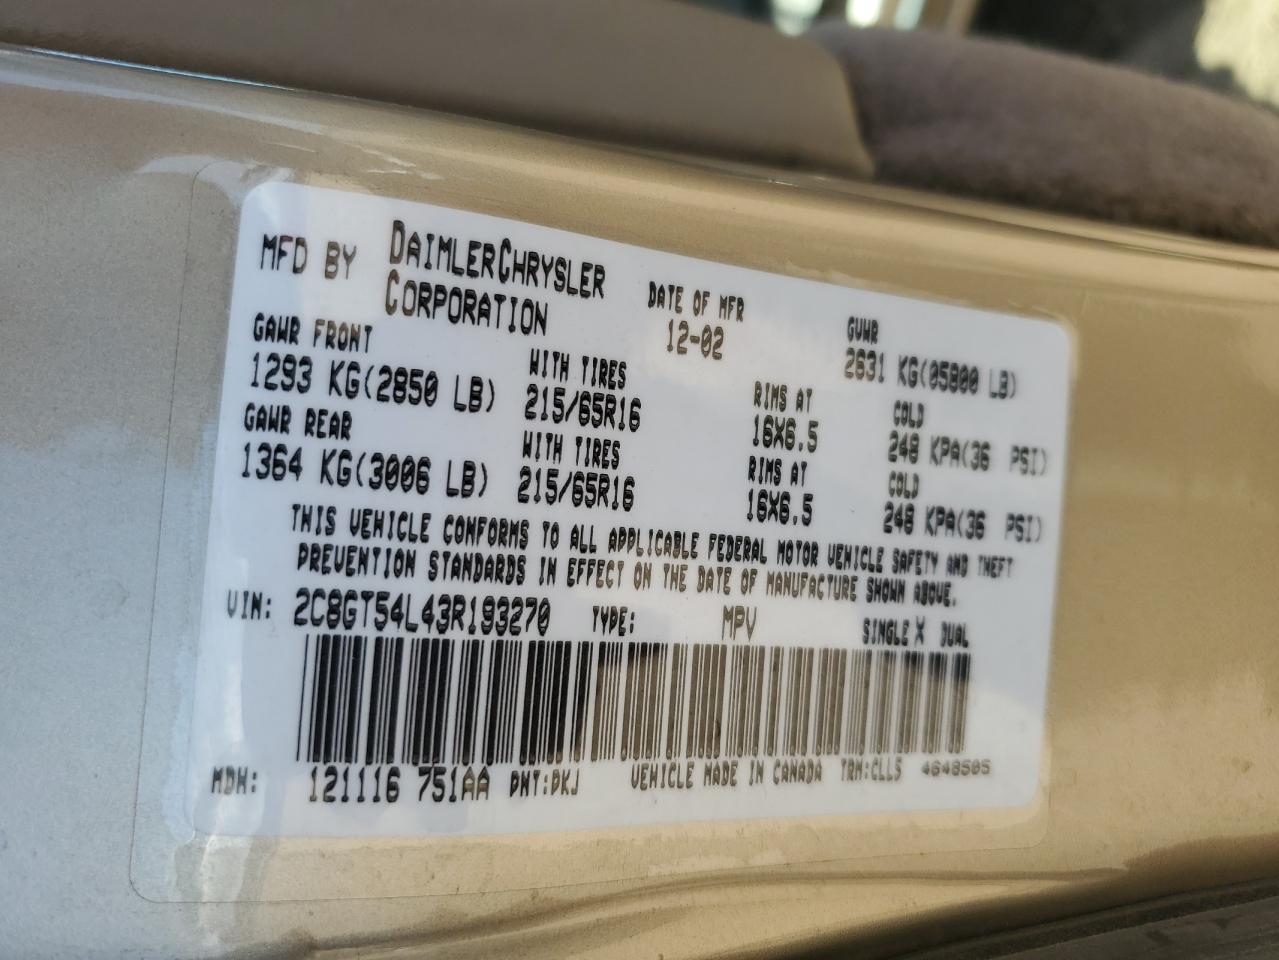 MFD BY DAIMLERCHRYSLER CORPORATION
DATE OF MFR 12-02
GVWR 2631 KG(05800 LB)
GAWR FRONT 1293 KG(2850 LB)
WITH TIRES 215/65R16
RIMS AT 16X6.5
COLD 248 KPA(36 PSI)
GAWR REAR 1364 KG(3006 LB)
WITH TIRES 215/65R16
RIMS AT 16X6.5
COLD 248 KPA(36 PSI)
THIS VEHICLE CONFORMS TO ALL APPLICABLE FEDERAL MOTOR VEHICLE SAFETY AND THEFT
PREVENTION STANDARDS IN EFFECT ON THE DATE OF MANUFACTURE SHOWN ABOVE.
VIN: 2C8GT54L43R193270 TYPE: MPV SINGLE X DUAL
MDH: 121116 751AA PNT:PKJ VEHICLE MADE IN CANADA TRM:CLL5 4648505